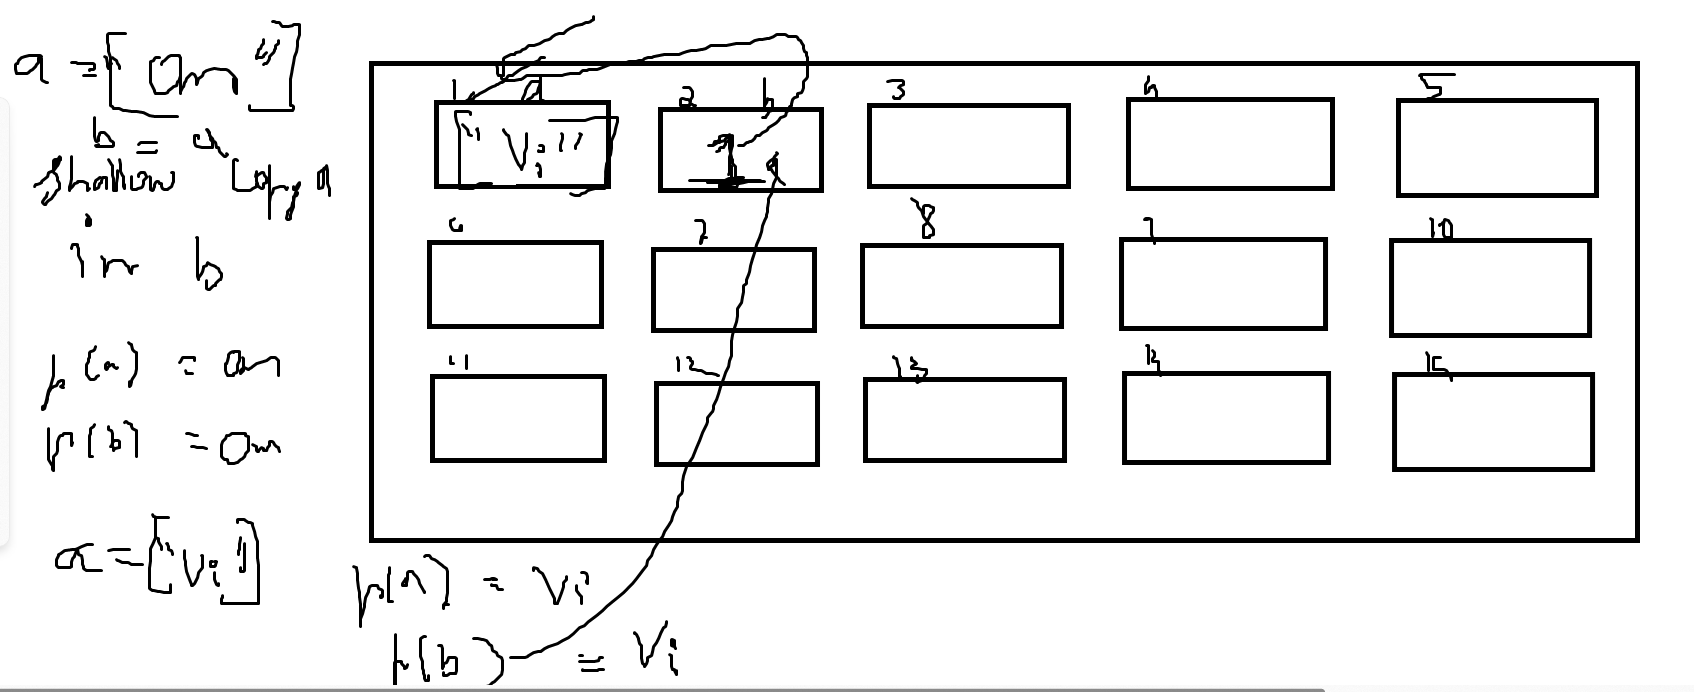 a = ["om"]
b = a
shallow copy a
in b
p(a) = om
p(b) = om
a = ["Vi"]
1 a 2 b 3 4 5
["Vi"] 1
6 7 8 9 10
11 12 13 14 15
p(a) = Vi
p(b) = Vi